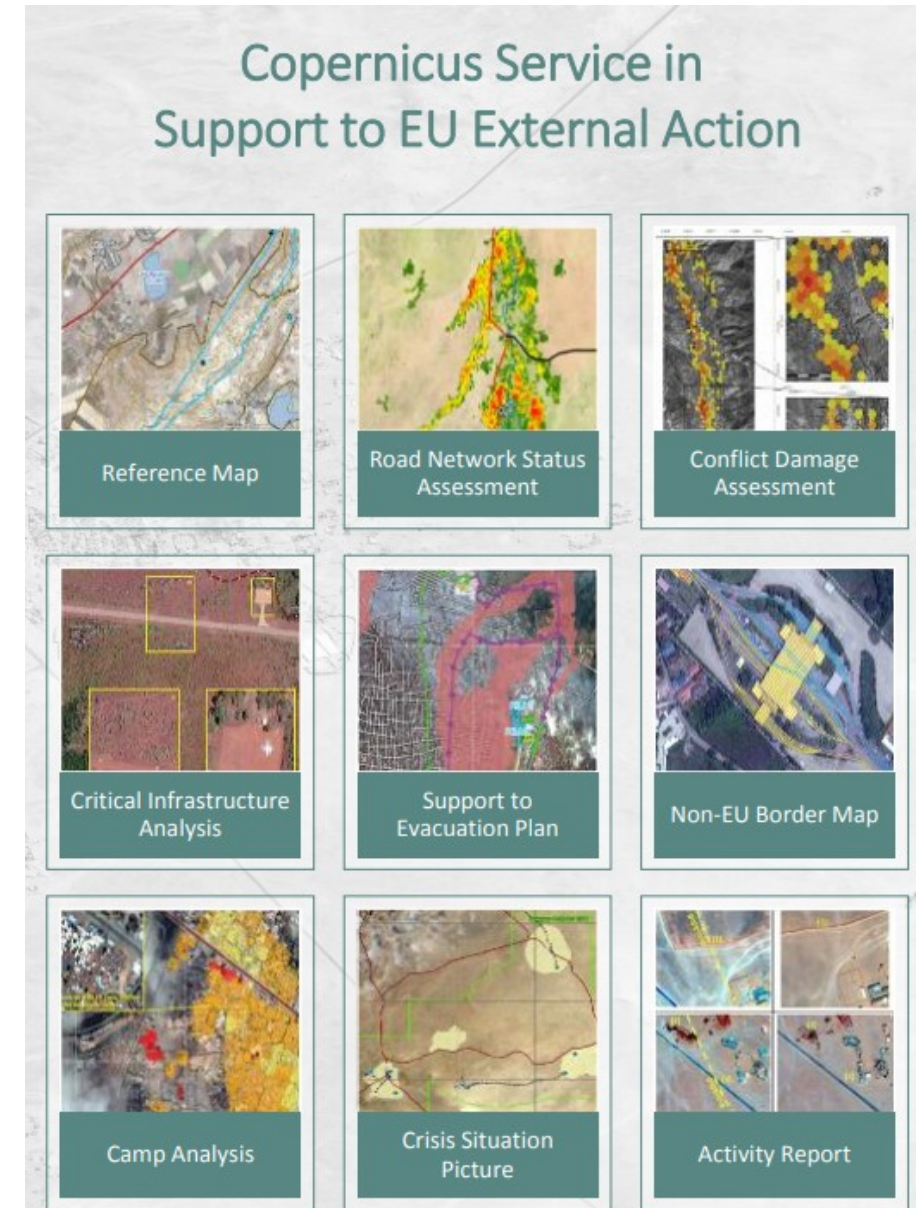 Copernicus Service in
Support to EU External Action
Reference Map
Road Network Status
Assessment
Conflict Damage
Assessment
Critical Infrastructure
Analysis
Support to
Evacuation Plan
Non-EU Border Map
Camp Analysis
Crisis Situation
Picture
Activity Report